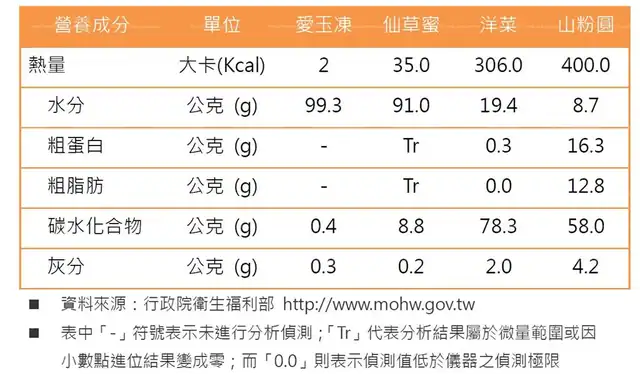 營養成分 單位 愛玉凍 仙草蜜 洋菜 山粉圓
熱量 大卡(Kcal) 2 35.0 306.0 400.0
水分 公克 (g) 99.3 91.0 19.4 8.7
粗蛋白 公克 (g) - Tr 0.3 16.3
粗脂肪 公克 (g) - Tr 0.0 12.8
碳水化合物 公克 (g) 0.4 8.8 78.3 58.0
灰分 公克 (g) 0.3 0.2 2.0 4.2
■ 資料來源：行政院衛生福利部 http://www.mohw.gov.tw
■ 表中「-」符號表示未進行分析偵測；「Tr」代表分析結果屬於微量範圍或因
小數點進位結果變成零；而「0.0」則表示偵測值低於儀器之偵測極限